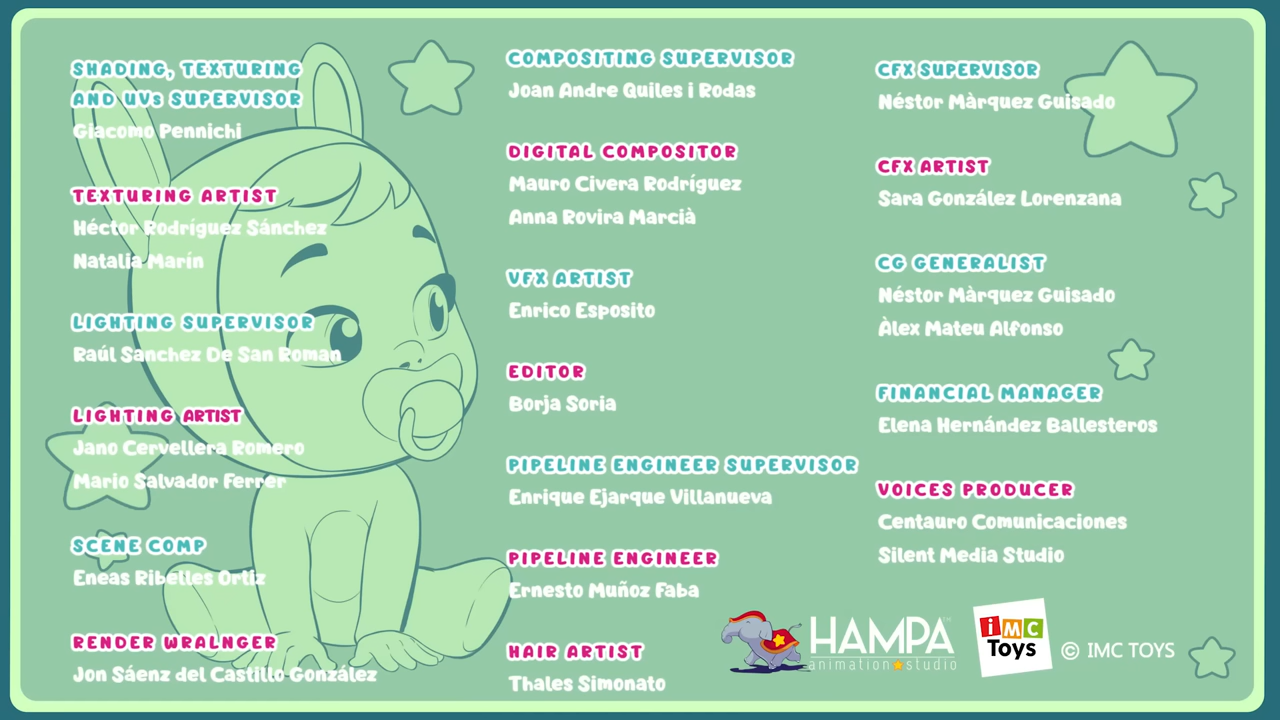 SHADING, TEXTURING
AND UVs SUPERVISOR
Giacomo Pennichi
TEXTURING ARTIST
Héctor Rodríguez Sánchez
Natalia Marín
LIGHTING SUPERVISOR
Raúl Sanchez De San Roman
LIGHTING ARTIST
Jano Cervellera Romero
Mario Salvador Ferrer
SCENE COMP
Eneas Ribelles Ortiz
RENDER WRALNGER
Jon Sáenz del Castillo González
COMPOSITING SUPERVISOR
Joan Andre Quiles i Rodas
DIGITAL COMPOSITOR
Mauro Civera Rodríguez
Anna Rovira Marcià
VFX ARTIST
Enrico Esposito
EDITOR
Borja Soria
PIPELINE ENGINEER SUPERVISOR
Enrique Ejarque Villanueva
PIPELINE ENGINEER
Ernesto Muñoz Faba
HAIR ARTIST
Thales Simonato
CFX SUPERVISOR
Néstor Màrquez Guisado
CFX ARTIST
Sara González Lorenzana
CG GENERALIST
Néstor Màrquez Guisado
Àlex Mateu Alfonso
FINANCIAL MANAGER
Elena Hernández Ballesteros
VOICES PRODUCER
Centauro Comunicaciones
Silent Media Studio
HAMPA™
animation studio
iMC
Toys
© IMC TOYS